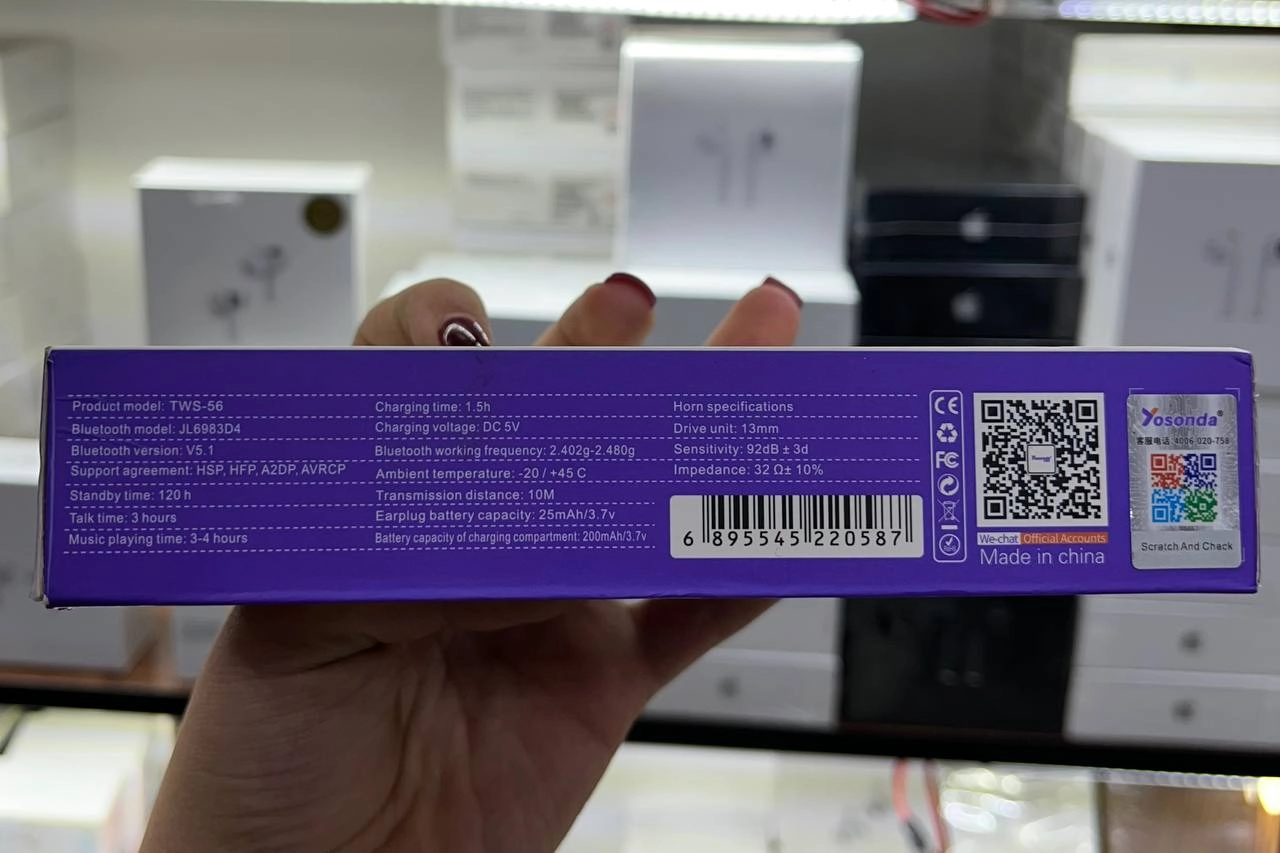 Product model: TWS-56
Bluetooth model: JL6983D4
Bluetooth version: V5.1
Support agreement: HSP, HFP, A2DP, AVRCP
Standby time: 120 h
Talk time: 3 hours
Music playing time: 3-4 hours
Charging time: 1.5h
Charging voltage: DC 5V
Bluetooth working frequency: 2.402g-2.480g
Ambient temperature: -20 / +45 C
Transmission distance: 10M
Earplug battery capacity: 25mAh/3.7v
Battery capacity of charging compartment: 200mAh/3.7v
Horn specifications
Drive unit: 13mm
Sensitivity: 92dB ± 3d
Impedance: 32 Ω± 10%
6 895545 220587
CE
FC
We-chat Official Accounts
Made in china
Yosonda®
客服电话:4006-020-758
Scratch And Check